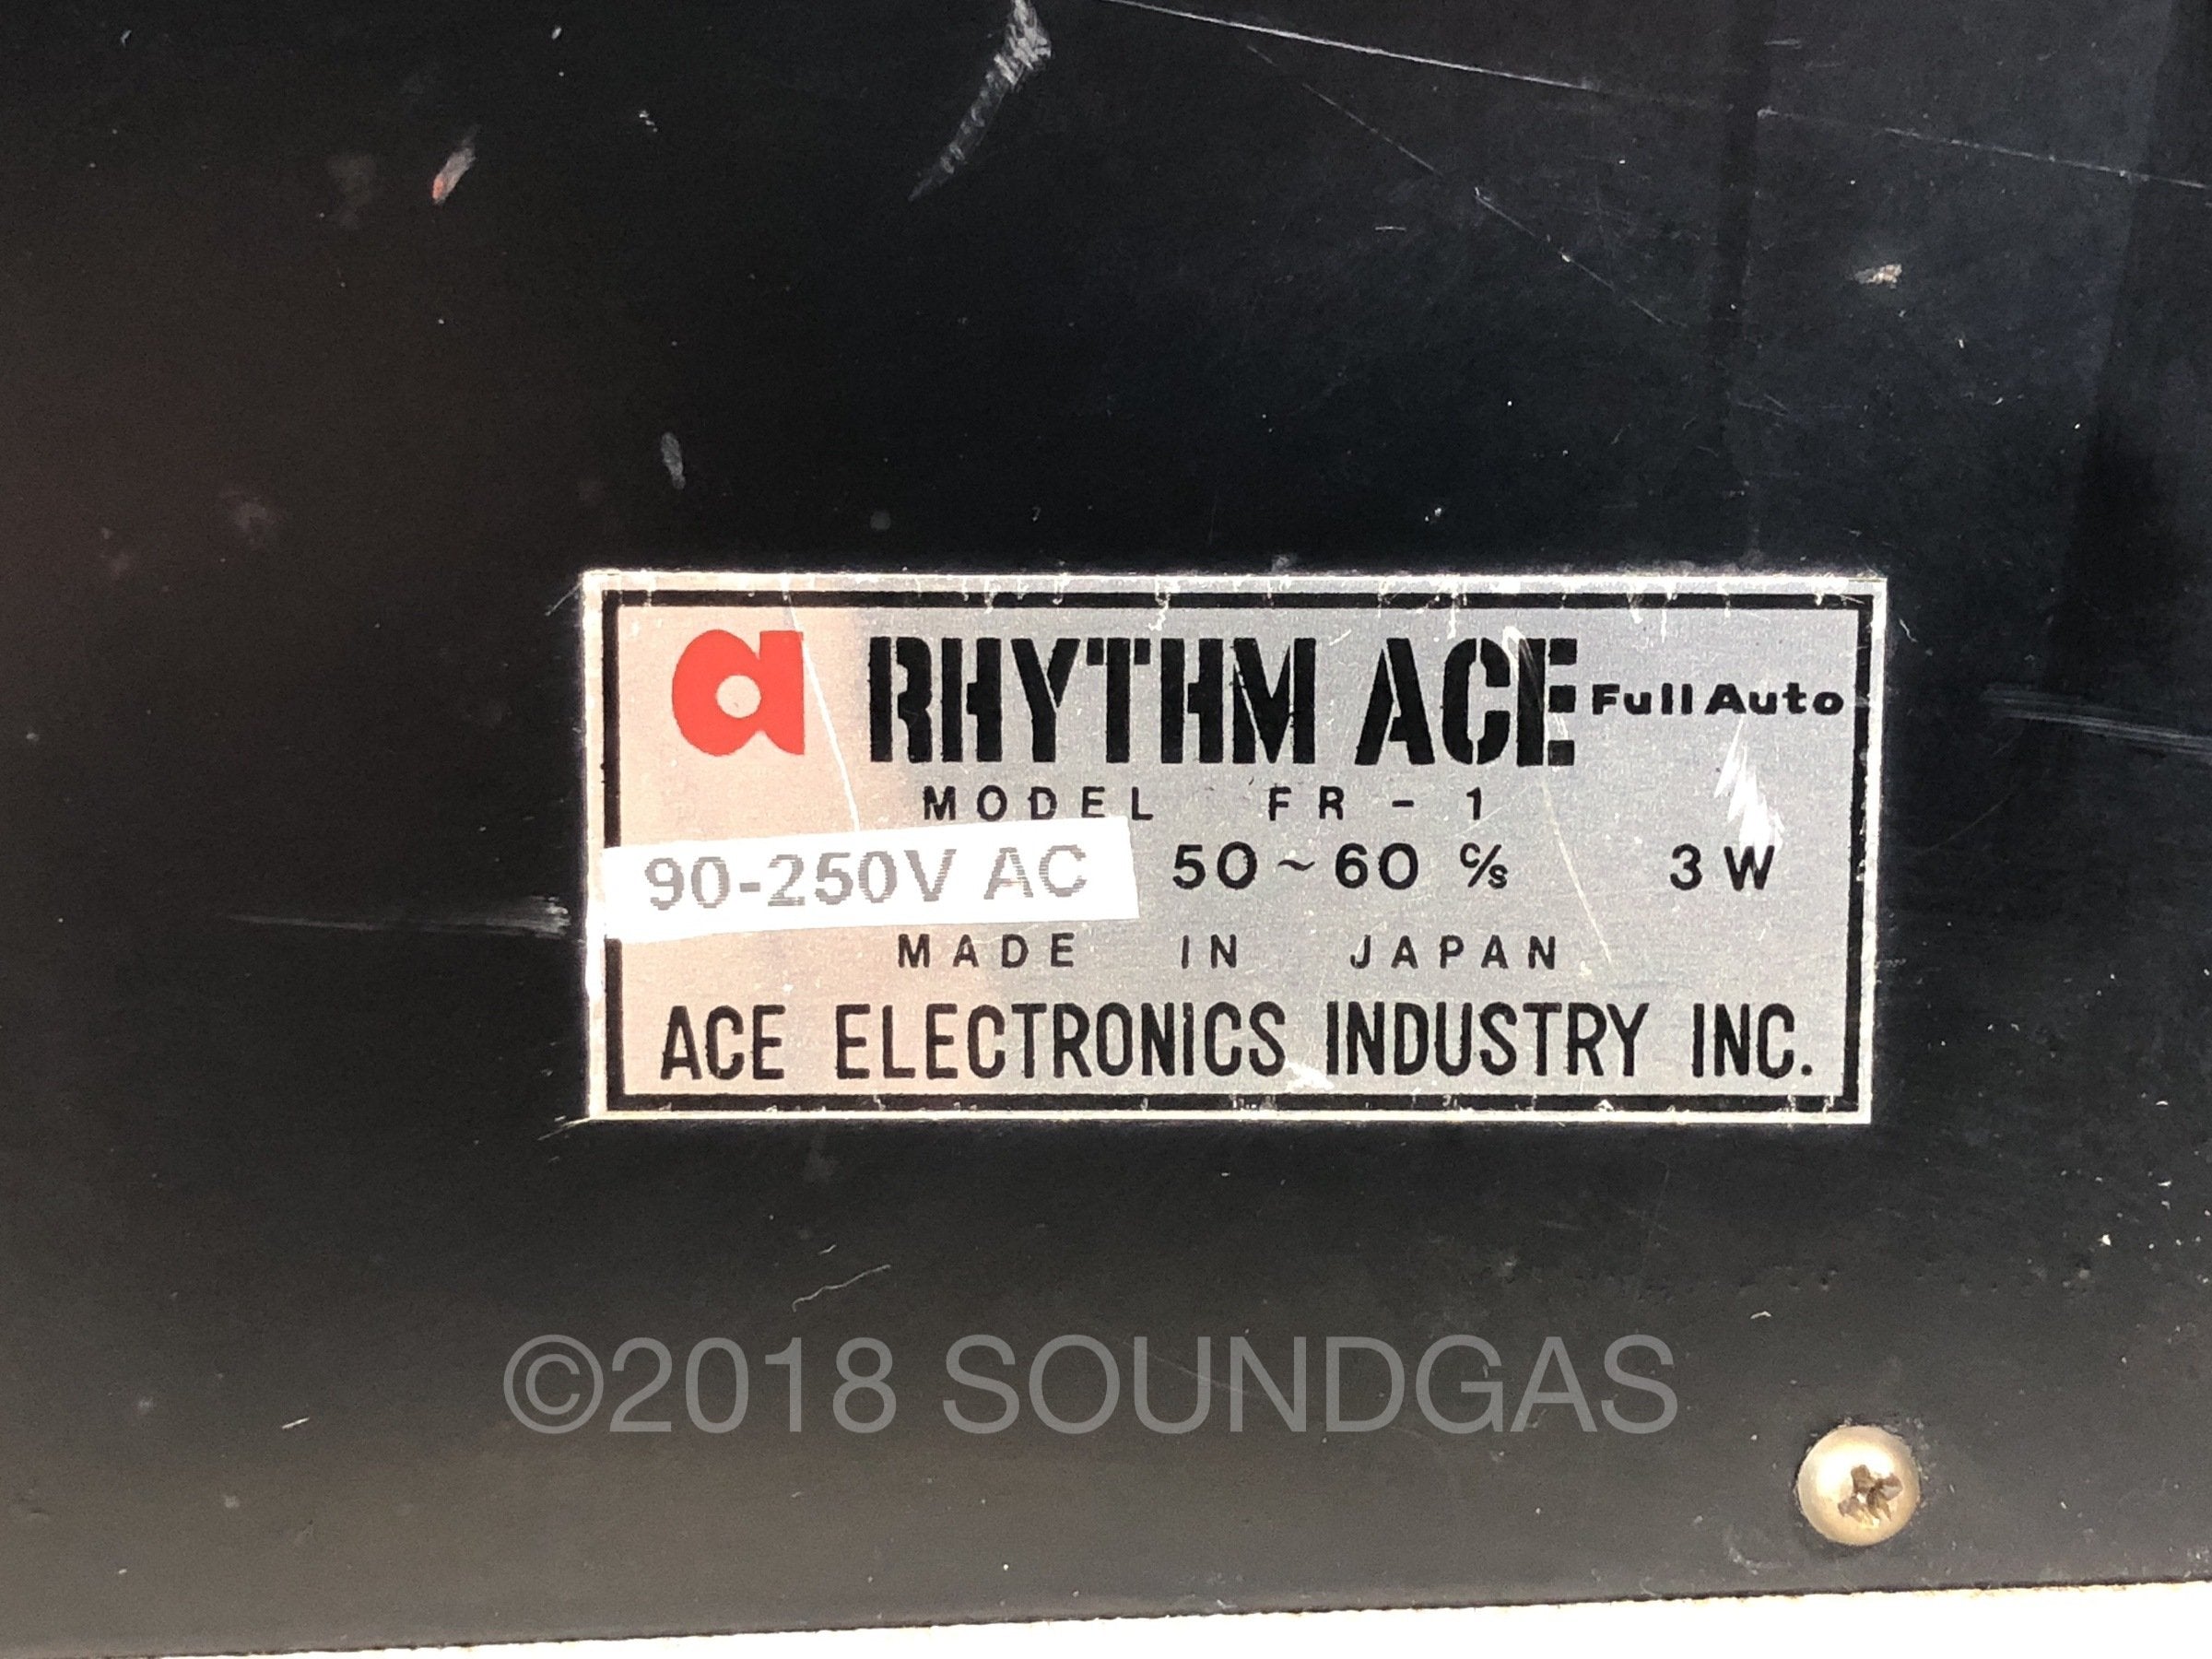 a RHYTHM ACE Full Auto
MODEL FR-1
90-250V AC 50~60 c/s 3W
MADE IN JAPAN
ACE ELECTRONICS INDUSTRY INC.
©2018 SOUNDGAS